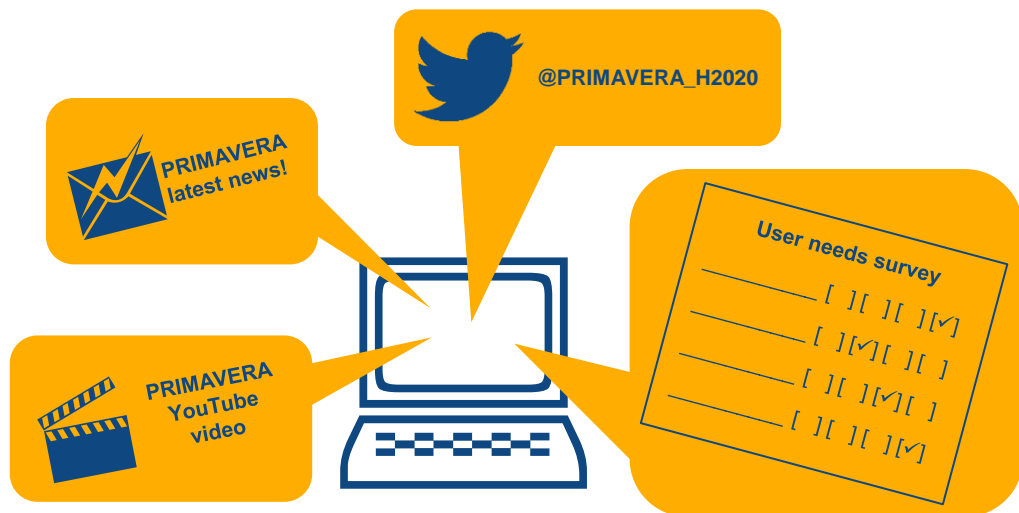 @PRIMAVERA_H2020
PRIMAVERA
latest news!
User needs survey
[ ] [ ] [ ] [✓]
[ ] [✓] [ ] [ ]
[ ] [ ] [✓] [ ]
[ ] [ ] [ ] [✓]
PRIMAVERA
YouTube
video